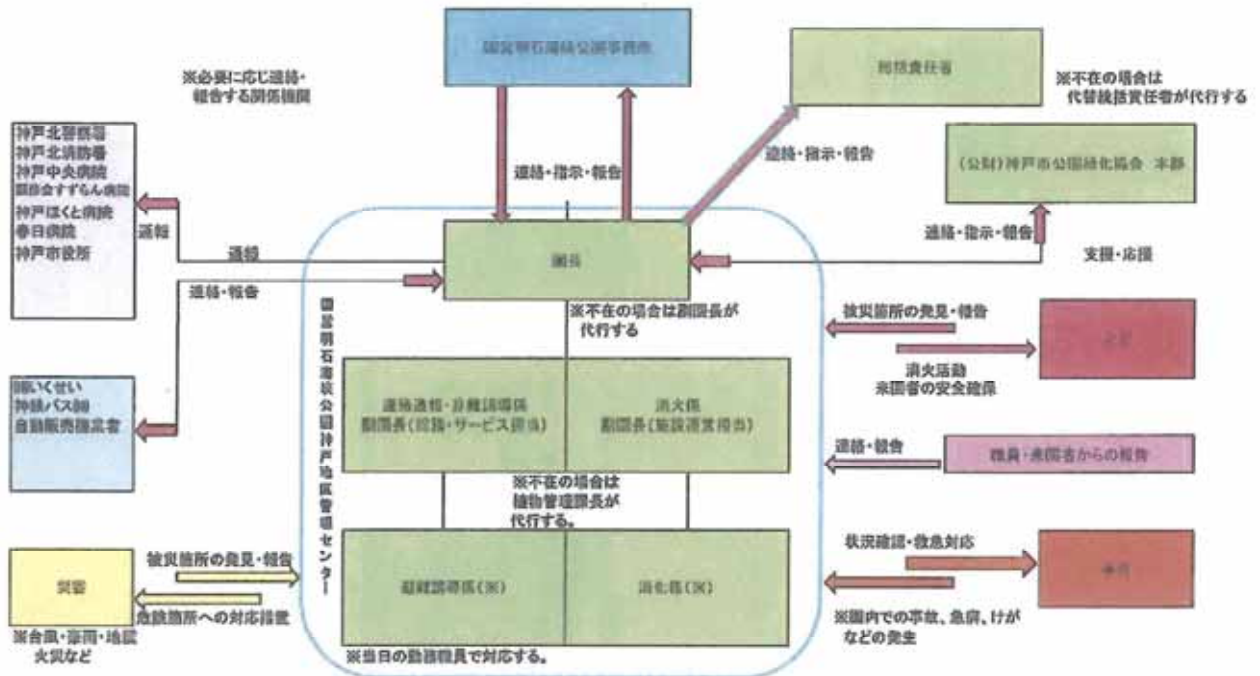 国営明石海峡公園事務所
総括責任者
※必要に応じ連絡・
報告する関係機関
※不在の場合は
代替統括責任者が代行する
神戸北警察署
神戸北消防署
神戸中央病院
すずらん病院
神戸ほくと病院
春日病院
神戸市役所
連絡・指示・報告
連絡・指示・報告
(公財)神戸市公園緑化協会 本部
通報
通報
園長
連絡・指示・報告
支援・応援
連絡・報告
※不在の場合は副園長が
代行する
被災箇所の発見・報告
消火活動
来園者の安全確保
国営明石海峡公園神戸地区管理センター
いくせい
神鉄バス㈱
自動販売機業者
連絡通報・避難誘導係
副園長(総務・サービス担当)
消火係
副園長(施設運営担当)
連絡・報告
職員・来園者からの報告
※不在の場合は
植物管理課長が
代行する。
災害
被災箇所の発見・報告
危険箇所への対応措置
※台風・豪雨・地震
火災など
避難誘導係(※)
消化係(※)
状況確認・救急対応
※園内での事故、急病、けが
などの発生
※当日の勤務職員で対応する。